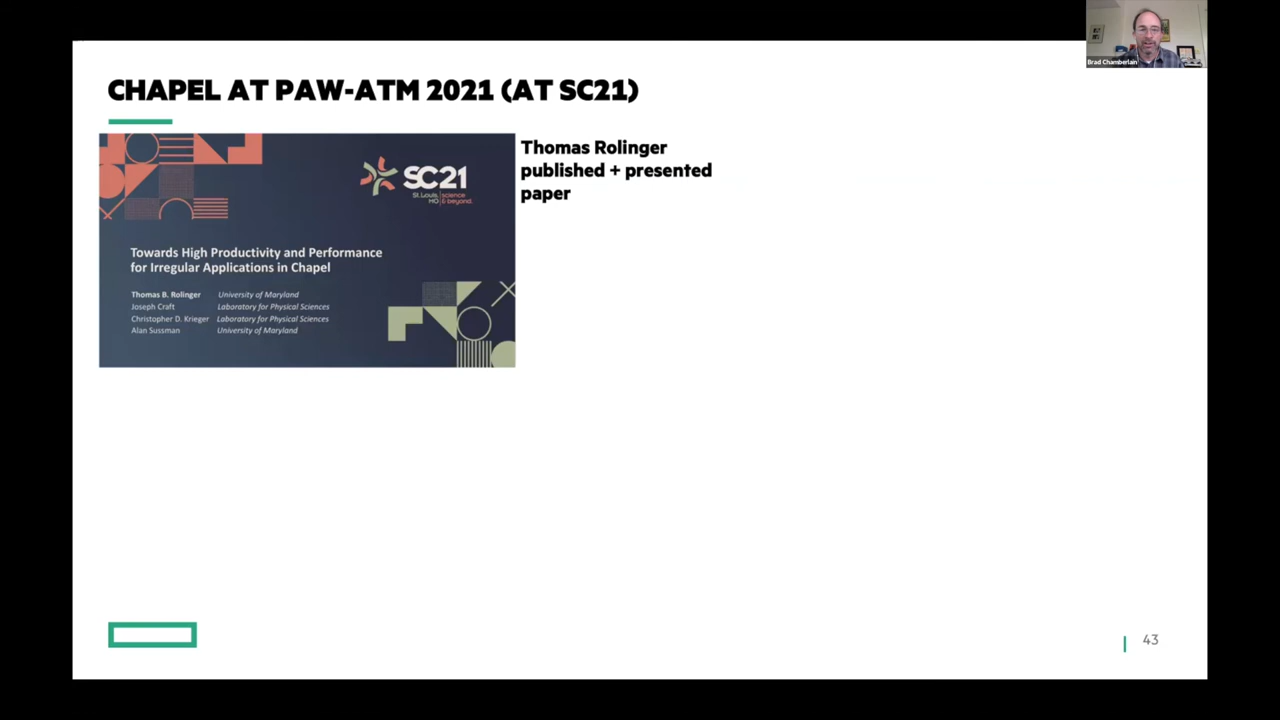 Brad Chamberlain
CHAPEL AT PAW-ATM 2021 (AT SC21)
SC21
St. Louis, MO | science & beyond.
Towards High Productivity and Performance
for Irregular Applications in Chapel
Thomas B. Rolinger University of Maryland
Joseph Craft Laboratory for Physical Sciences
Christopher D. Krieger Laboratory for Physical Sciences
Alan Sussman University of Maryland
Thomas Rolinger
published + presented
paper
43